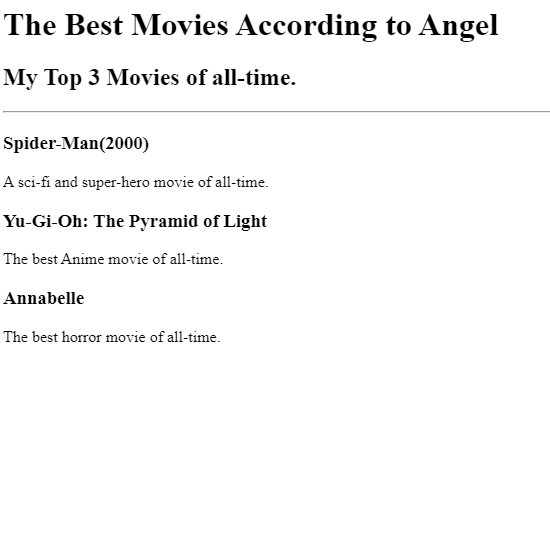 The Best Movies According to Angel
My Top 3 Movies of all-time.
Spider-Man(2000)
A sci-fi and super-hero movie of all-time.
Yu-Gi-Oh: The Pyramid of Light
The best Anime movie of all-time.
Annabelle
The best horror movie of all-time.